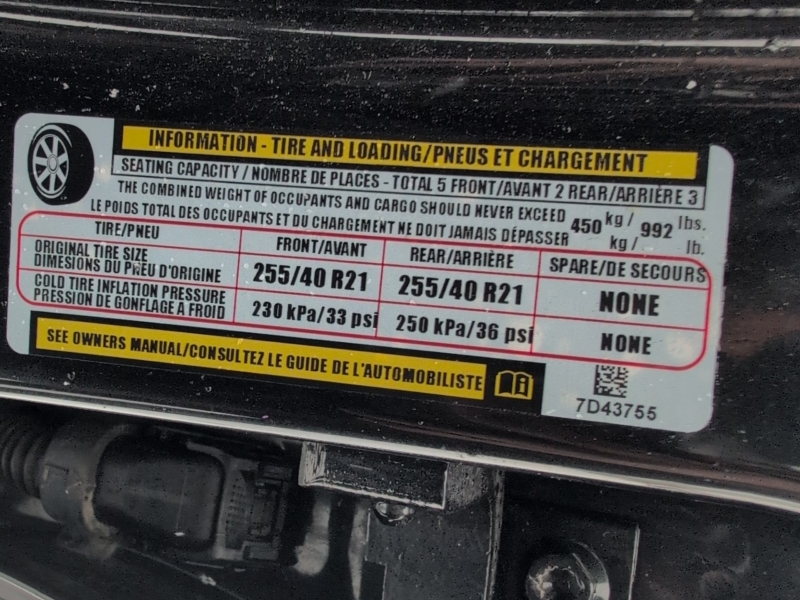 INFORMATION - TIRE AND LOADING/PNEUS ET CHARGEMENT
SEATING CAPACITY / NOMBRE DE PLACES - TOTAL 5 FRONT/AVANT 2 REAR/ARRIÈRE 3
THE COMBINED WEIGHT OF OCCUPANTS AND CARGO SHOULD NEVER EXCEED 450 kg / 992 lbs.
LE POIDS TOTAL DES OCCUPANTS ET DU CHARGEMENT NE DOIT JAMAIS DÉPASSER kg / lb.
TIRE/PNEU FRONT/AVANT REAR/ARRIÈRE SPARE/DE SECOURS
ORIGINAL TIRE SIZE
DIMESIONS DU PNEU D'ORIGINE 255/40 R21 255/40 R21 NONE
COLD TIRE INFLATION PRESSURE
PRESSION DE GONFLAGE A FROID 230 kPa/33 psi 250 kPa/36 psi NONE
SEE OWNERS MANUAL/CONSULTEZ LE GUIDE DE L'AUTOMOBILISTE
7D43755